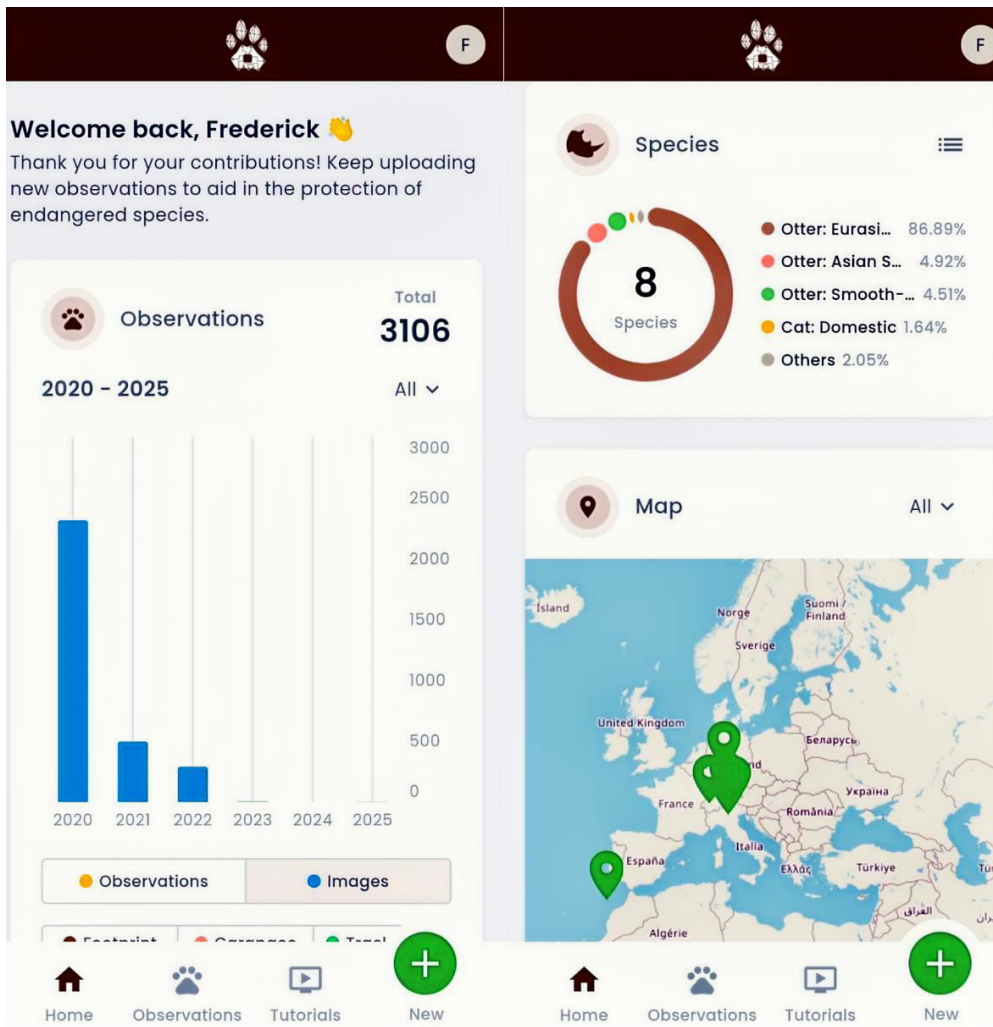 F
Welcome back, Frederick 👋
Thank you for your contributions! Keep uploading
new observations to aid in the protection of
endangered species.
Observations
Total
3106
2020 - 2025
All
3000
2500
2000
1500
1000
500
0
2020 2021 2022 2023 2024 2025
Observations
Images
Home
Observations
Tutorials
New
F
Species
8
Species
Otter: Eurasi... 86.89%
Otter: Asian S... 4.92%
Otter: Smooth-... 4.51%
Cat: Domestic 1.64%
Others 2.05%
Map
All
Ísland
Norge
Suomi /
Finland
Sverige
United Kingdom
Беларусь
nd
Україна
France
România
Italia
España
Ελλάς
Türkiye
العراق
Algérie
Home
Observations
Tutorials
New